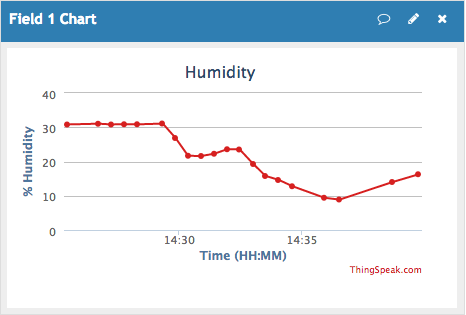 Field 1 Chart
Humidity
40
30
20
10
0
% Humidity
14:30
14:35
Time (HH:MM)
ThingSpeak.com